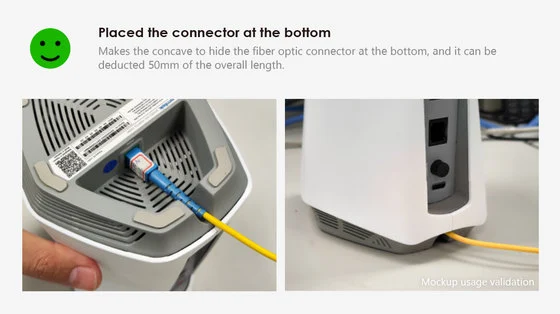 Placed the connector at the bottom
Makes the concave to hide the fiber optic connector at the bottom, and it can be
deducted 50mm of the overall length.
Mockup usage validation